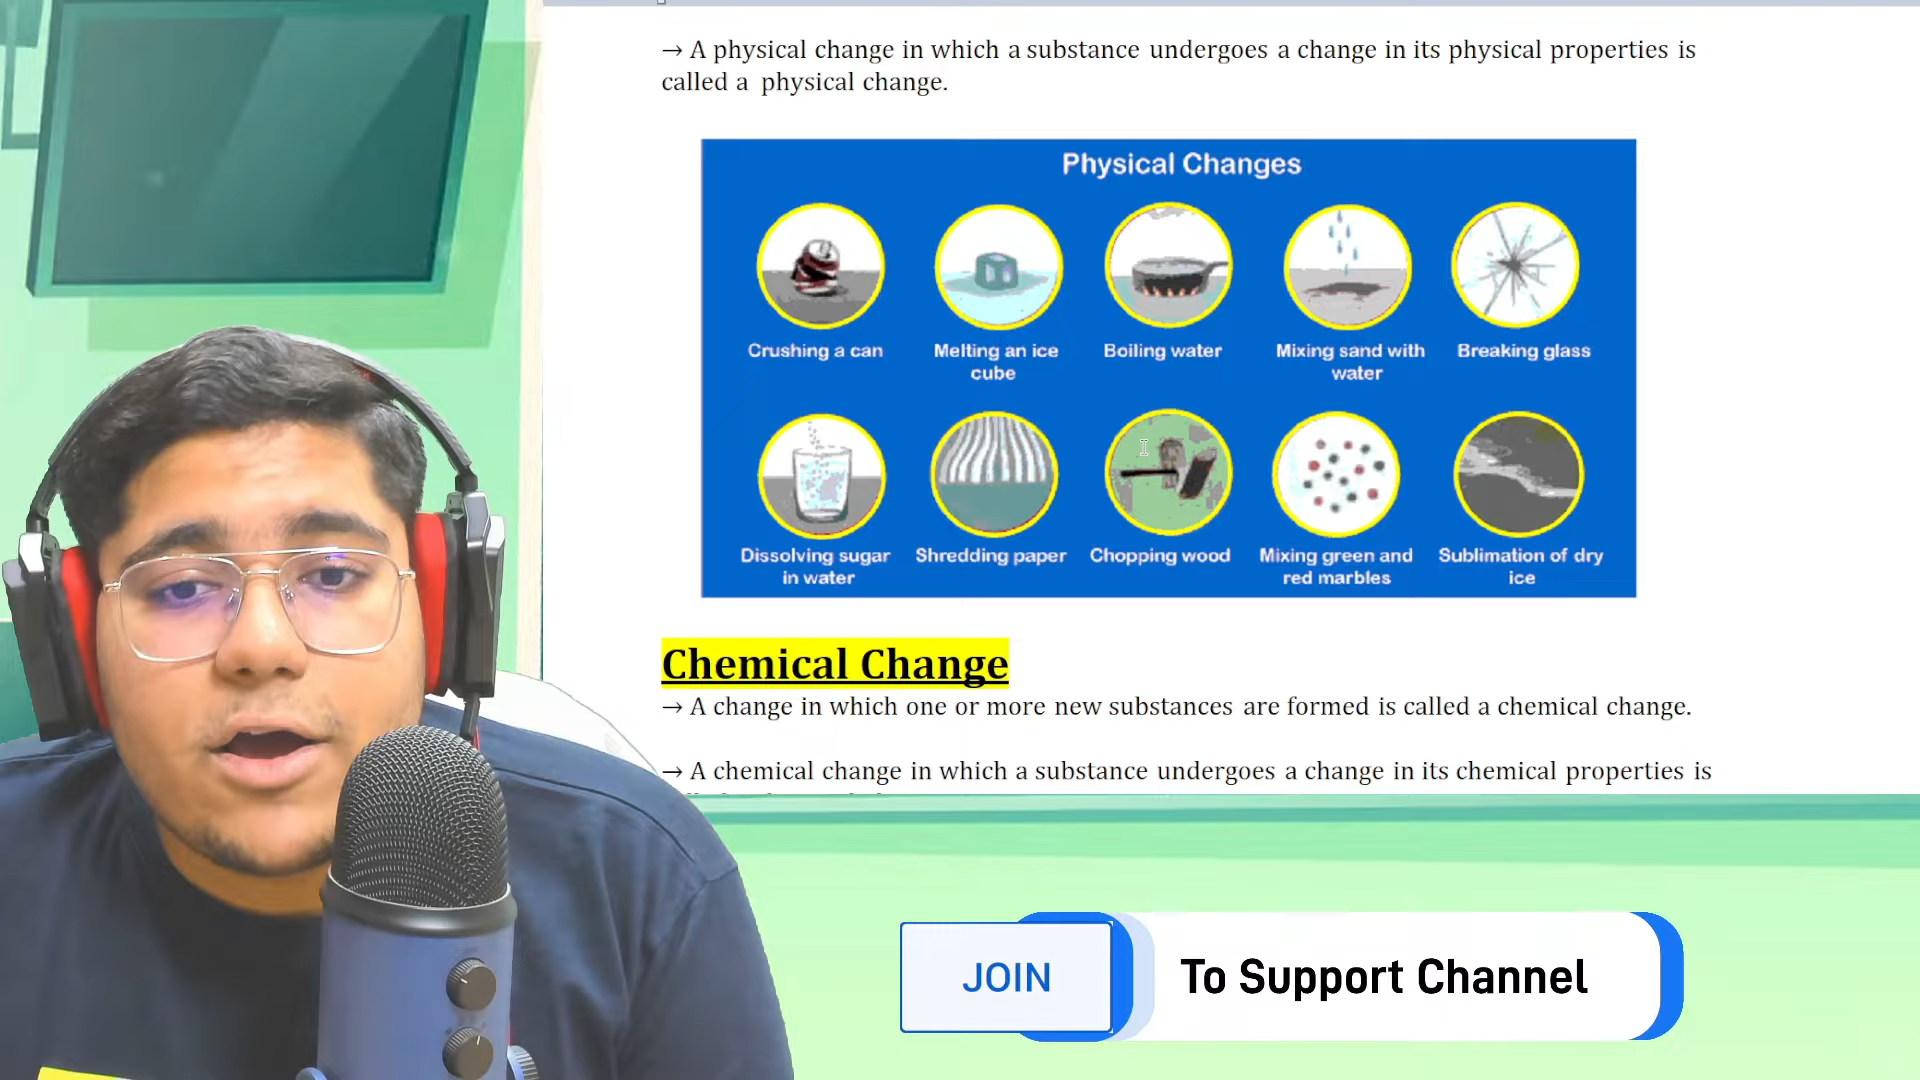 → A physical change in which a substance undergoes a change in its physical properties is
called a physical change.
Physical Changes
Crushing a can
Melting an ice
cube
Boiling water
Mixing sand with
water
Breaking glass
Dissolving sugar
in water
Shredding paper
Chopping wood
Mixing green and
red marbles
Sublimation of dry
ice
Chemical Change
→ A change in which one or more new substances are formed is called a chemical change.
→ A chemical change in which a substance undergoes a change in its chemical properties is
JOIN
To Support Channel